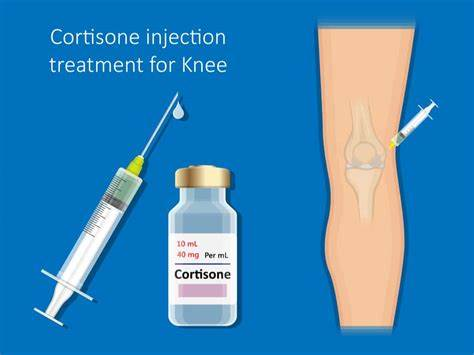 Cortisone injection
treatment for Knee
10 mL
40 mg Per mL
Cortisone